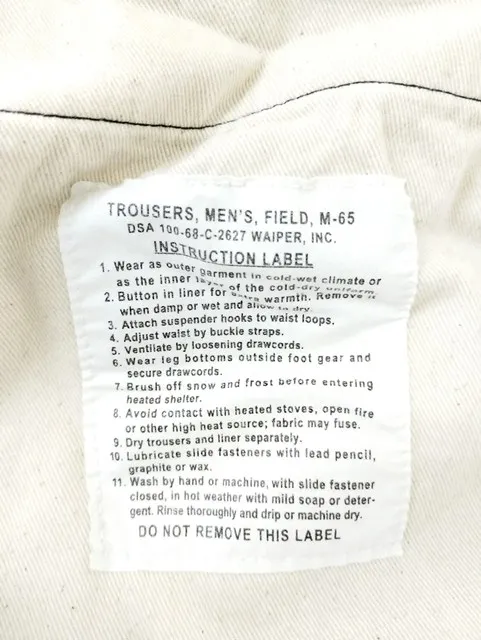 TROUSERS, MEN'S, FIELD, M-65
DSA 100-68-C-2627 WAIPER, INC.
INSTRUCTION LABEL
1. Wear as outer garment in cold-wet climate or
as the inner layer of the cold-dry uniform
2. Button in liner for extra warmth. Remove it
when damp or wet and allow to dry.
3. Attach suspender hooks to waist loops.
4. Adjust waist by buckle straps.
5. Ventilate by loosening drawcords.
6. Wear leg bottoms outside foot gear and
secure drawcords.
7. Brush off snow and frost before entering
heated shelter.
8. Avoid contact with heated stoves, open fire
or other high heat source; fabric may fuse.
9. Dry trousers and liner separately.
10. Lubricate slide fasteners with lead pencil,
graphite or wax.
11. Wash by hand or machine, with slide fastener
closed, in hot weather with mild soap or deter-
gent. Rinse thoroughly and drip or machine dry.
DO NOT REMOVE THIS LABEL